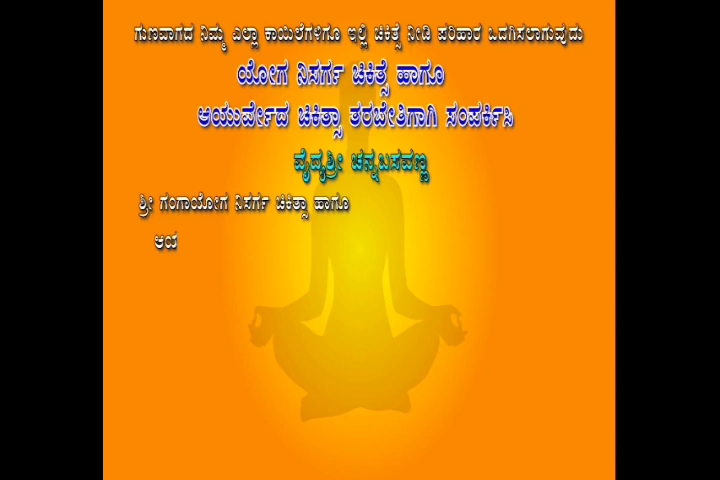 ಗುಣವಾಗದ ನಿಮ್ಮ ಎಲ್ಲಾ ಕಾಯಿಲೆಗಳಿಗೂ ಇಲ್ಲಿ ಚಿಕಿತ್ಸೆ ನೀಡಿ ಪರಿಹಾರ ಒದಗಿಸಲಾಗುವುದು
ಯೋಗ ನಿಸರ್ಗ ಚಿಕಿತ್ಸೆ ಹಾಗೂ
ಆಯುರ್ವೇದ ಚಿಕಿತ್ಸಾ ತರಬೇತಿಗಾಗಿ ಸಂಪರ್ಕಿಸಿ
ವೈದ್ಯಶ್ರೀ ಚನ್ನಬಸವಣ್ಣ
ಶ್ರೀ ಗಂಗಾಯೋಗ ನಿಸರ್ಗ ಚಿಕಿತ್ಸಾ ಹಾಗೂ
ಆಯ